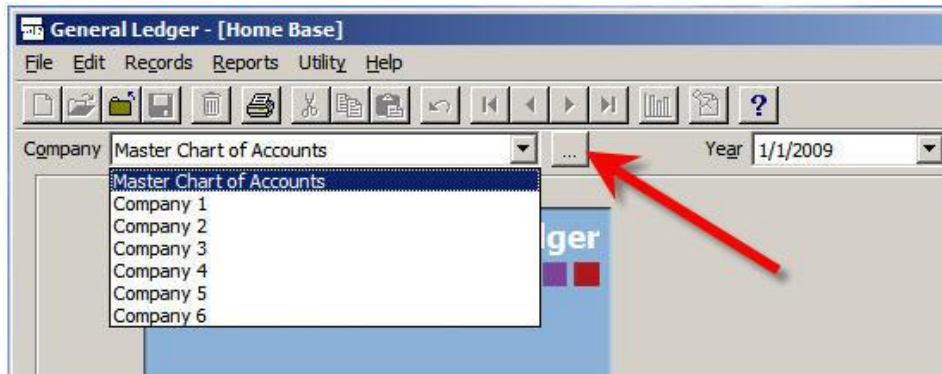 General Ledger - [Home Base]
File Edit Records Reports Utility Help
?
Company Master Chart of Accounts ... Year 1/1/2009
Master Chart of Accounts
Company 1
Company 2
Company 3
Company 4
Company 5
Company 6
lger